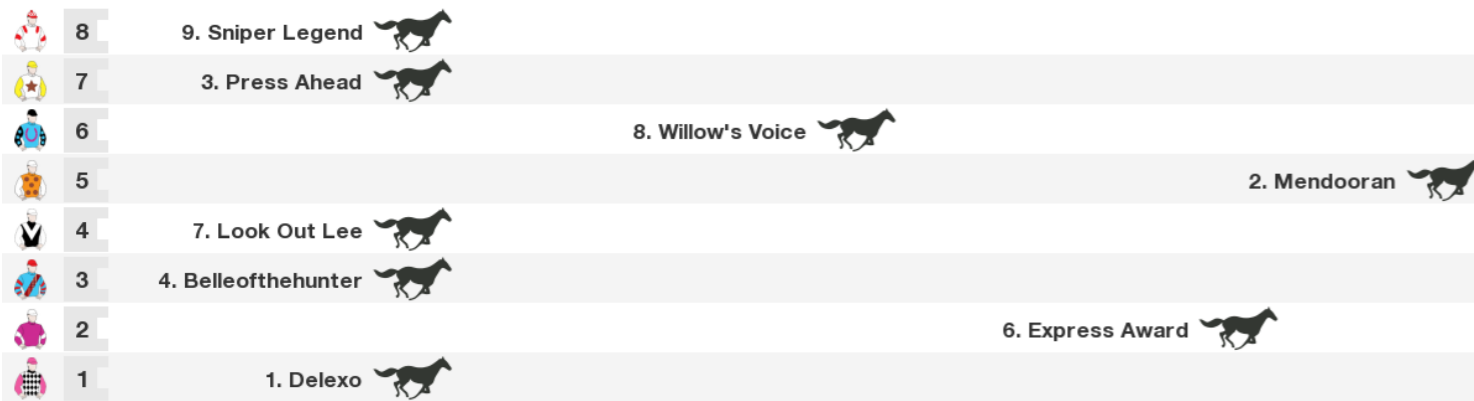 8 9. Sniper Legend
7 3. Press Ahead
6 8. Willow's Voice
5 2. Mendooran
4 7. Look Out Lee
3 4. Belleofthehunter
2 6. Express Award
1 1. Delexo